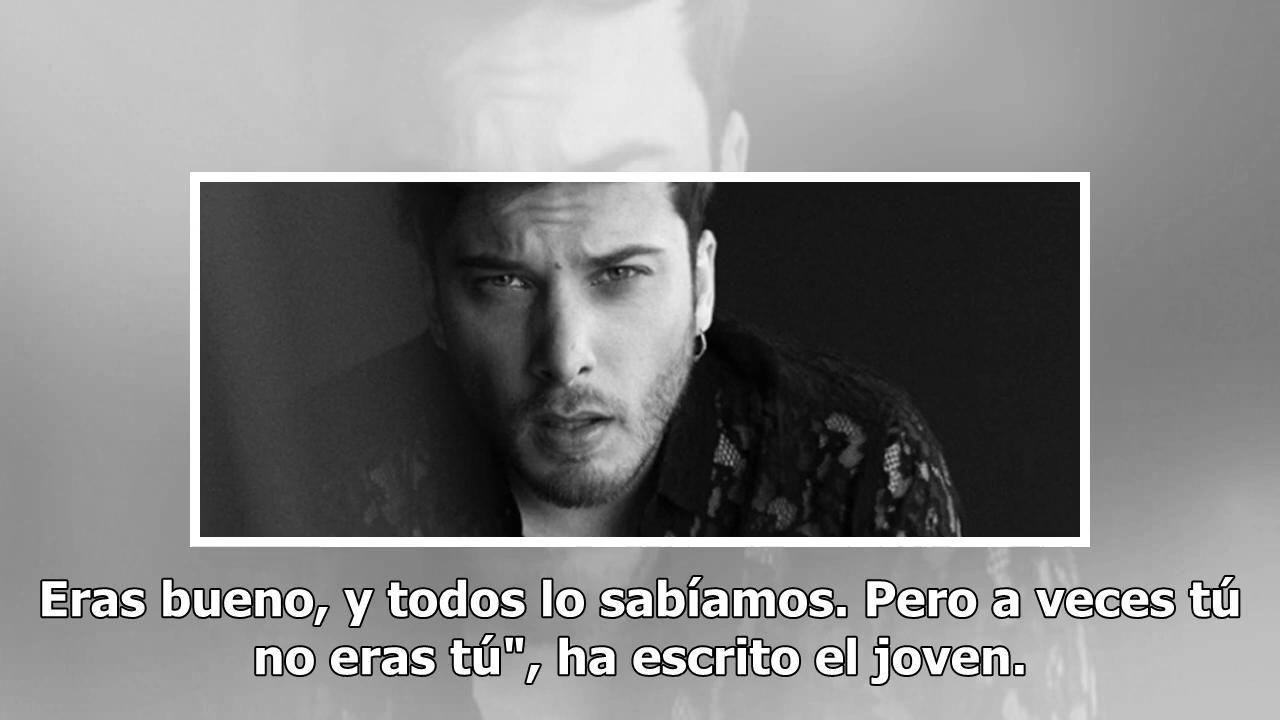 Eras bueno, y todos lo sabíamos. Pero a veces tú
no eras tú", ha escrito el joven.